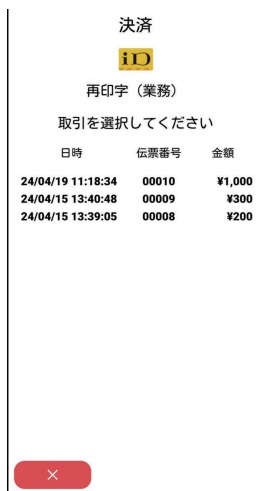 決済
iD
再印字（業務）
取引を選択してください
日時 伝票番号 金額
24/04/19 11:18:34 00010 ¥1,000
24/04/15 13:40:48 00009 ¥300
24/04/15 13:39:05 00008 ¥200
×